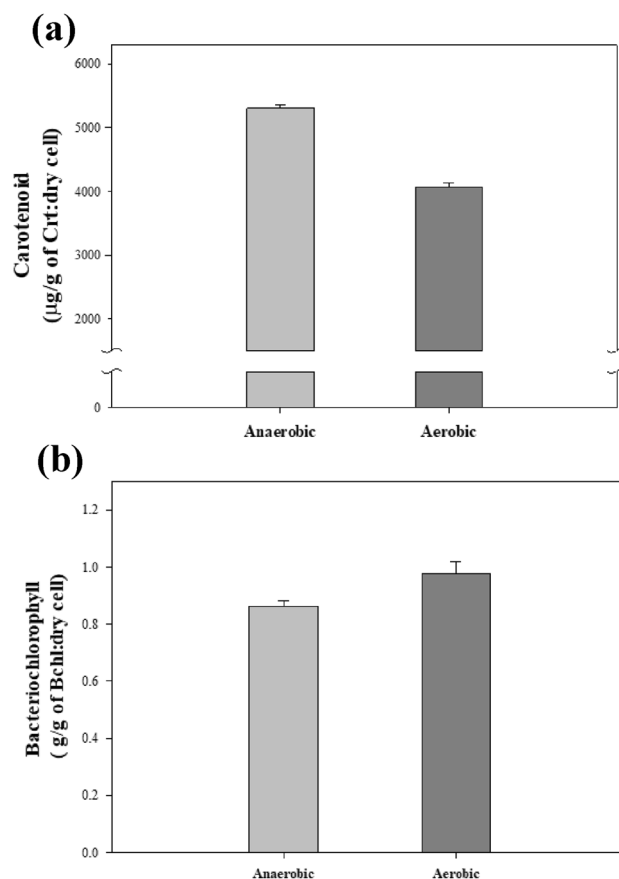 (a)
6000
5000
4000
3000
2000
0
Carotenoid
(µg/g of Crt:dry cell)
Anaerobic
Aerobic
(b)
1.2
1.0
0.8
0.6
0.4
0.2
0.0
Bacteriochlorophyll
( g/g of Bchl:dry cell)
Anaerobic
Aerobic